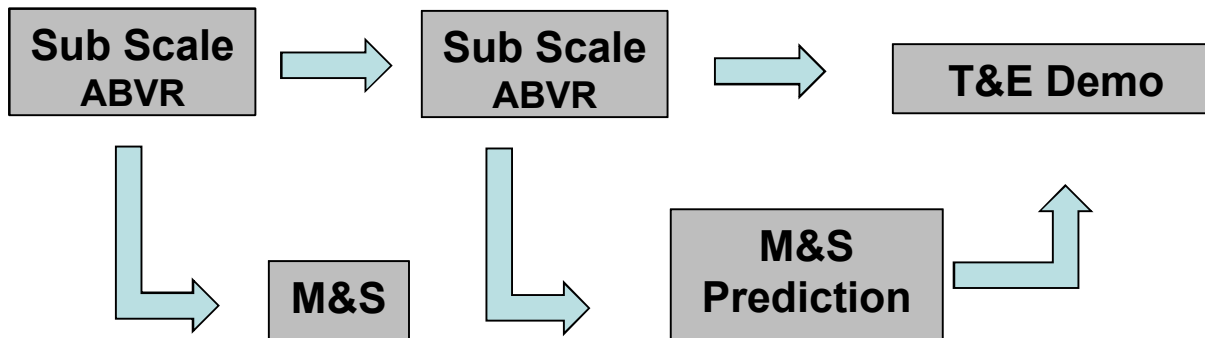 Sub Scale
ABVR
Sub Scale
ABVR
T&E Demo
M&S
M&S
Prediction